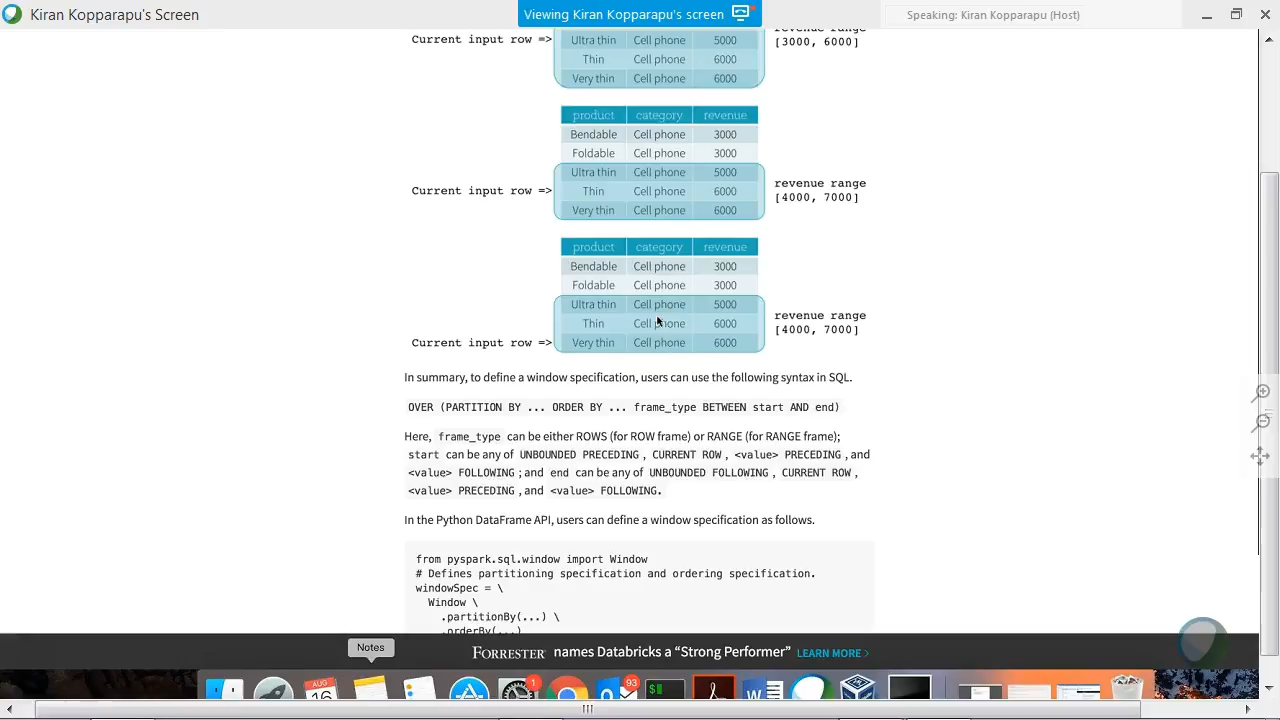 Kiran Kopparapu's Screen
Viewing Kiran Kopparapu's screen
Speaking: Kiran Kopparapu (Host)
Current input row => Ultra thin Cell phone 5000
revenue range
[3000, 6000]
Thin Cell phone 6000
Very thin Cell phone 6000
product category revenue
Bendable Cell phone 3000
Foldable Cell phone 3000
Ultra thin Cell phone 5000
Current input row => Thin Cell phone 6000
revenue range
[4000, 7000]
Very thin Cell phone 6000
product category revenue
Bendable Cell phone 3000
Foldable Cell phone 3000
Ultra thin Cell phone 5000
Thin Cell phone 6000
revenue range
[4000, 7000]
Current input row => Very thin Cell phone 6000
In summary, to define a window specification, users can use the following syntax in SQL.
OVER (PARTITION BY ... ORDER BY ... frame_type BETWEEN start AND end)
Here, frame_type can be either ROWS (for ROW frame) or RANGE (for RANGE frame);
start can be any of UNBOUNDED PRECEDING, CURRENT ROW, <value> PRECEDING, and
<value> FOLLOWING; and end can be any of UNBOUNDED FOLLOWING, CURRENT ROW,
<value> PRECEDING, and <value> FOLLOWING.
In the Python DataFrame API, users can define a window specification as follows.
from pyspark.sql.window import Window
# Defines partitioning specification and ordering specification.
windowSpec = \
Window \
.partitionBy(...) \
.orderBy(...)
Notes
FORRESTER names Databricks a “Strong Performer” LEARN MORE >
AUG
16
1
93